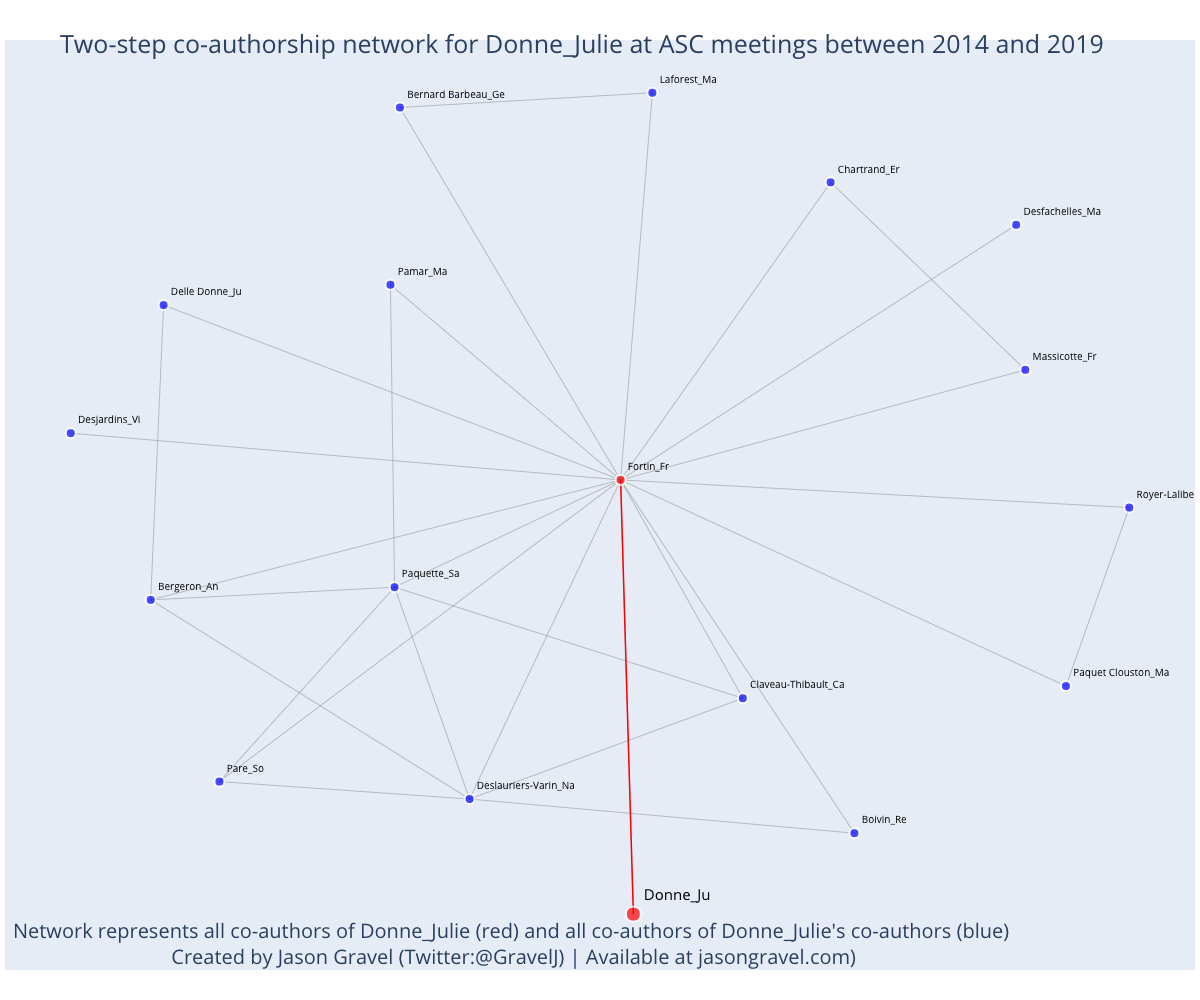 Two-step co-authorship network for Donne_Julie at ASC meetings between 2014 and 2019
Laforest_Ma
Bernard Barbeau_Ge
Chartrand_Er
Desfachelles_Ma
Pamar_Ma
Delle Donne_Ju
Massicotte_Fr
Desjardins_Vi
Fortin_Fr
Royer-Lalibe
Paquette_Sa
Bergeron_An
Paquet Clouston_Ma
Claveau-Thibault_Ca
Pare_So
Deslauriers-Varin_Na
Boivin_Re
Donne_Ju
Network represents all co-authors of Donne_Julie (red) and all co-authors of Donne_Julie's co-authors (blue)
Created by Jason Gravel (Twitter:@GravelJ) | Available at jasongravel.com)